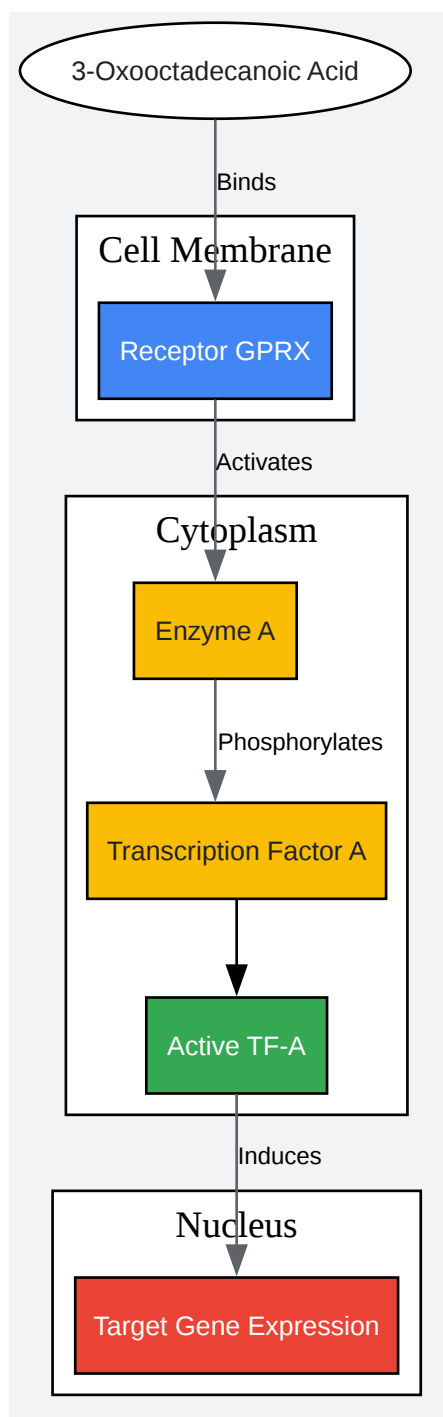 3-Oxooctadecanoic Acid
Binds
Cell Membrane
Receptor GPRX
Activates
Cytoplasm
Enzyme A
Phosphorylates
Transcription Factor A
Active TF-A
Induces
Nucleus
Target Gene Expression